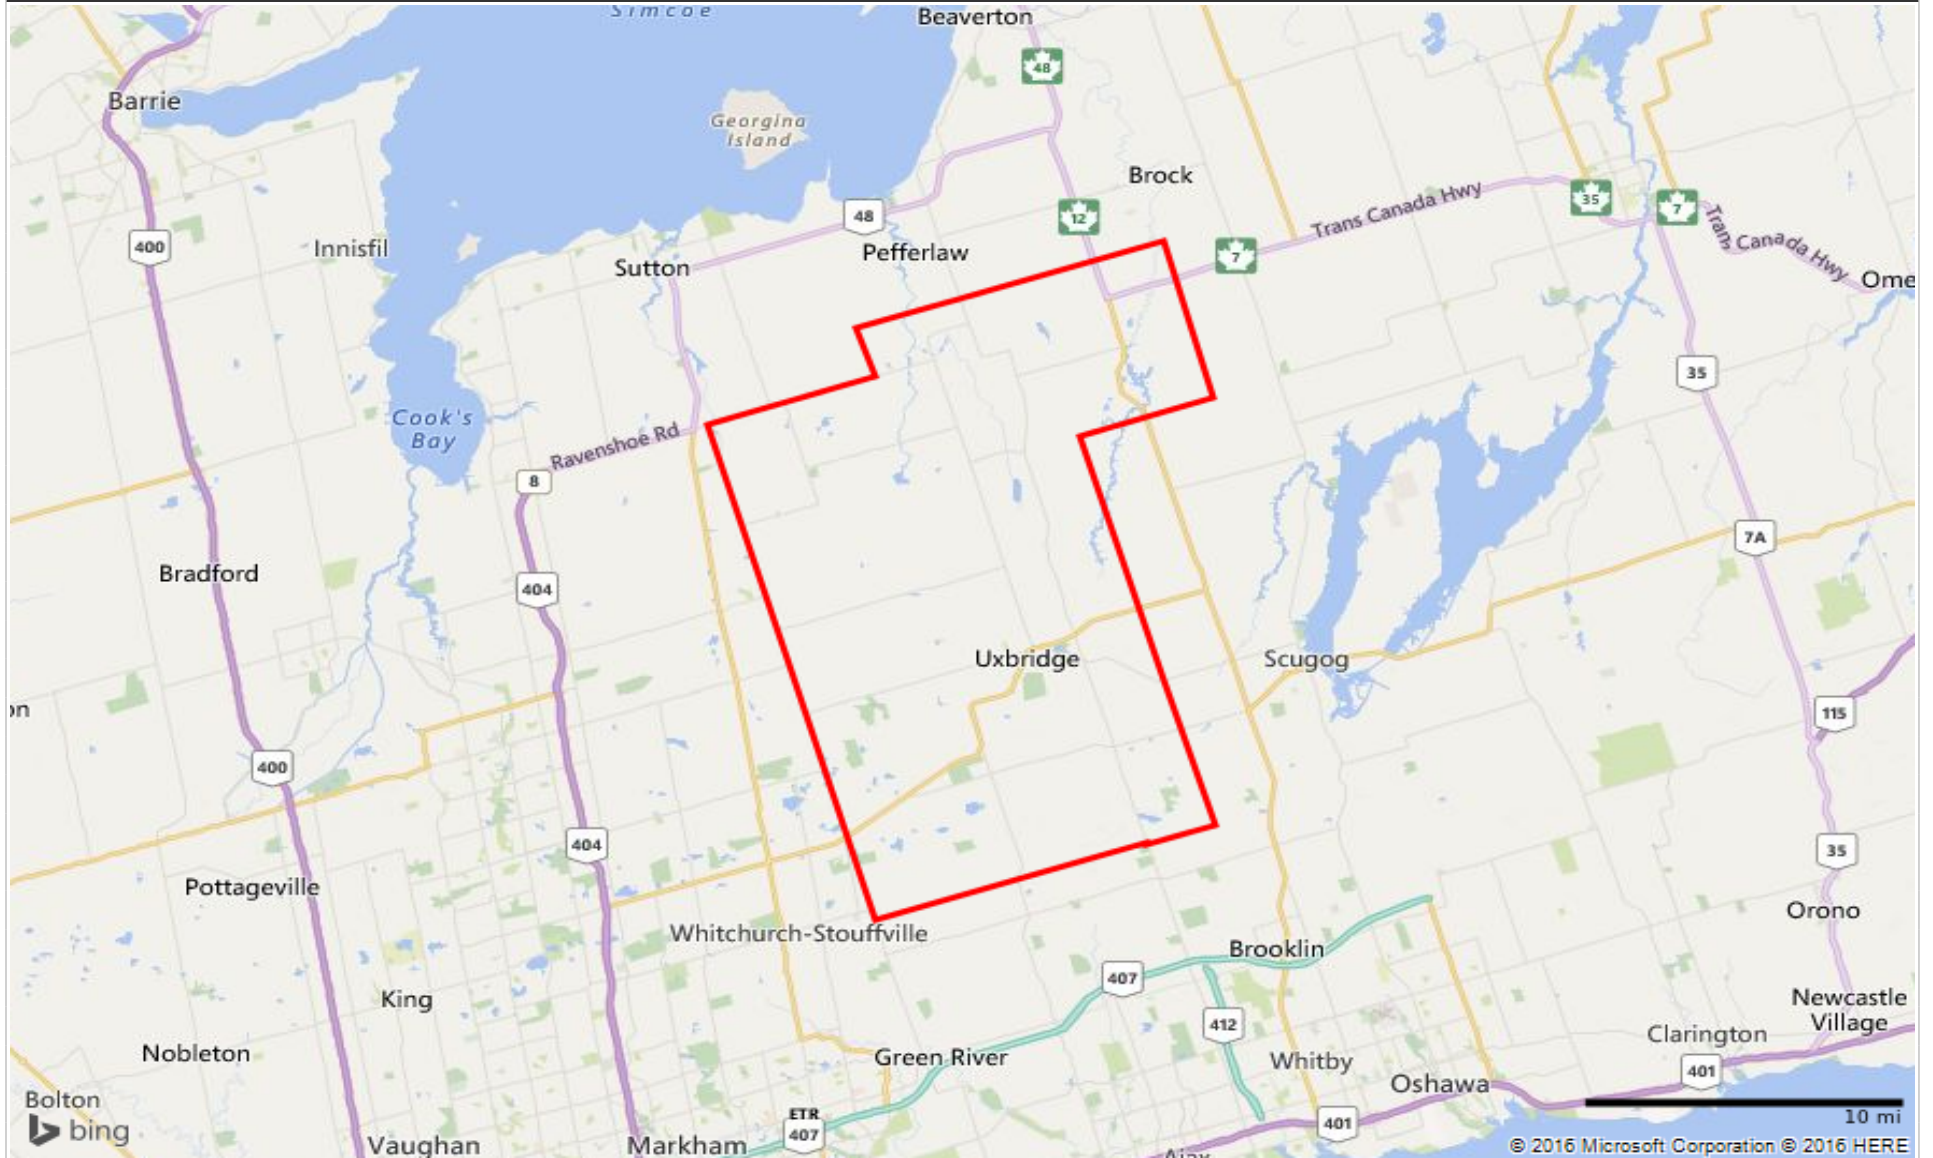 Simcoe
Beaverton
48
Barrie
Georgina
Island
Brock
400
Innisfil
48
12
Trans Canada Hwy
35
7
Trans Canada Hwy
Pefferlaw
Sutton
7
Ome
35
Cook's
Bay
Ravenshoe Rd
8
7A
Bradford
404
Uxbridge
Scugog
on
115
400
404
35
Pottageville
Orono
Whitchurch-Stouffville
Brooklin
407
King
Newcastle
Village
412
Clarington
Nobleton
Green River
Whitby
Oshawa
401
Bolton
bing
ETR
407
401
10 mi
Vaughan
Markham
Ajax
© 2016 Microsoft Corporation © 2016 HERE